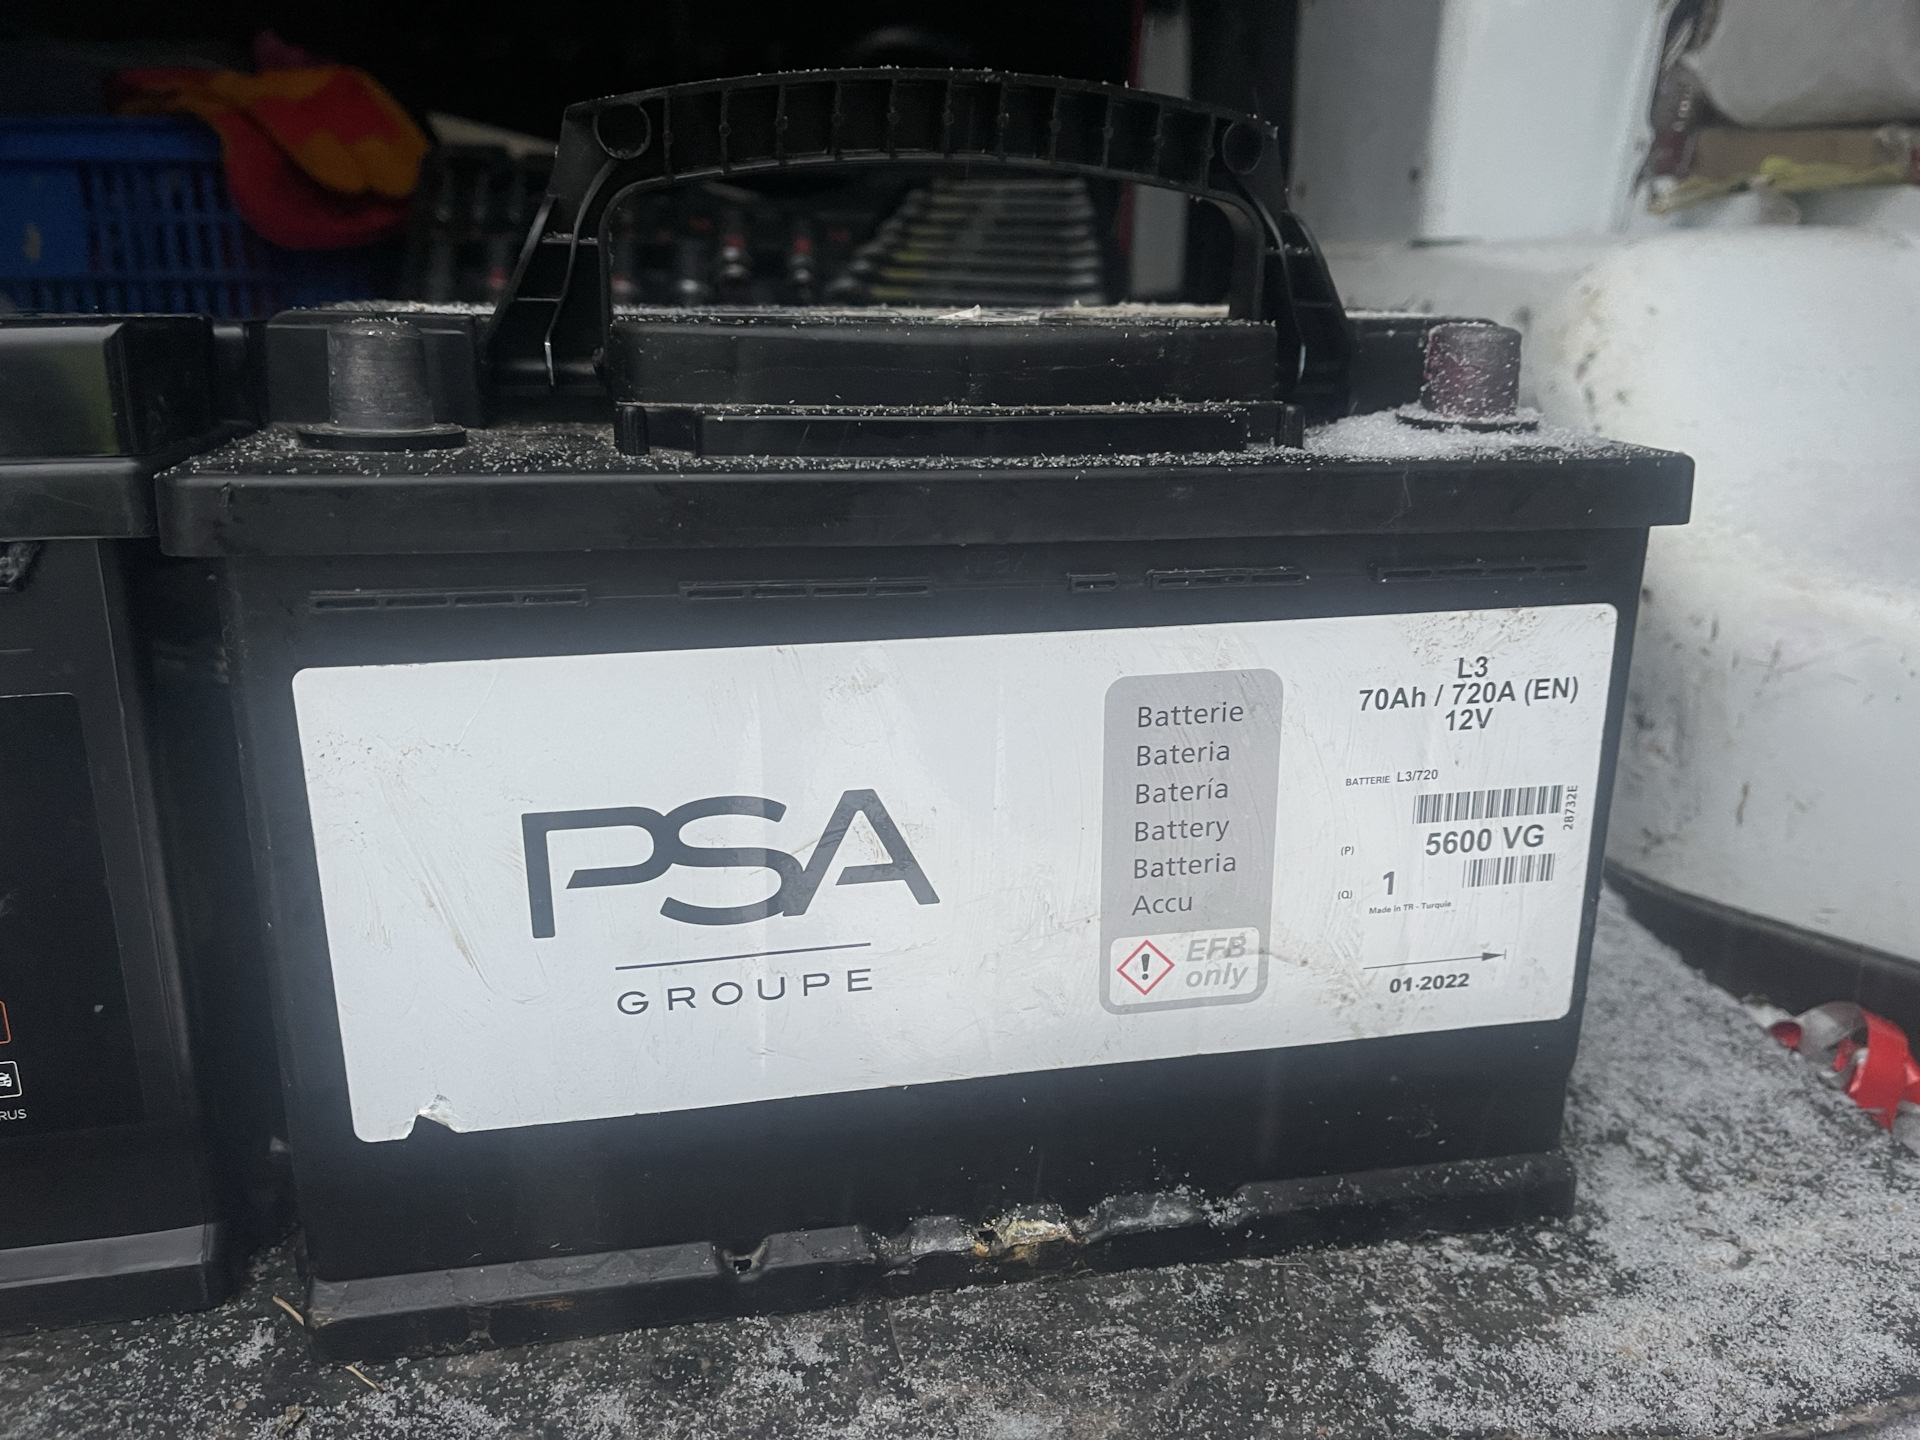 PSA
GROUPE
Batterie
Bateria
Batería
Battery
Batteria
Accu
EFB
only
L3
70Ah / 720A (EN)
12V
BATTERIE L3/720
28732E
(P) 5600 VG
(Q) 1
Made in TR - Turquie
01-2022
RUS